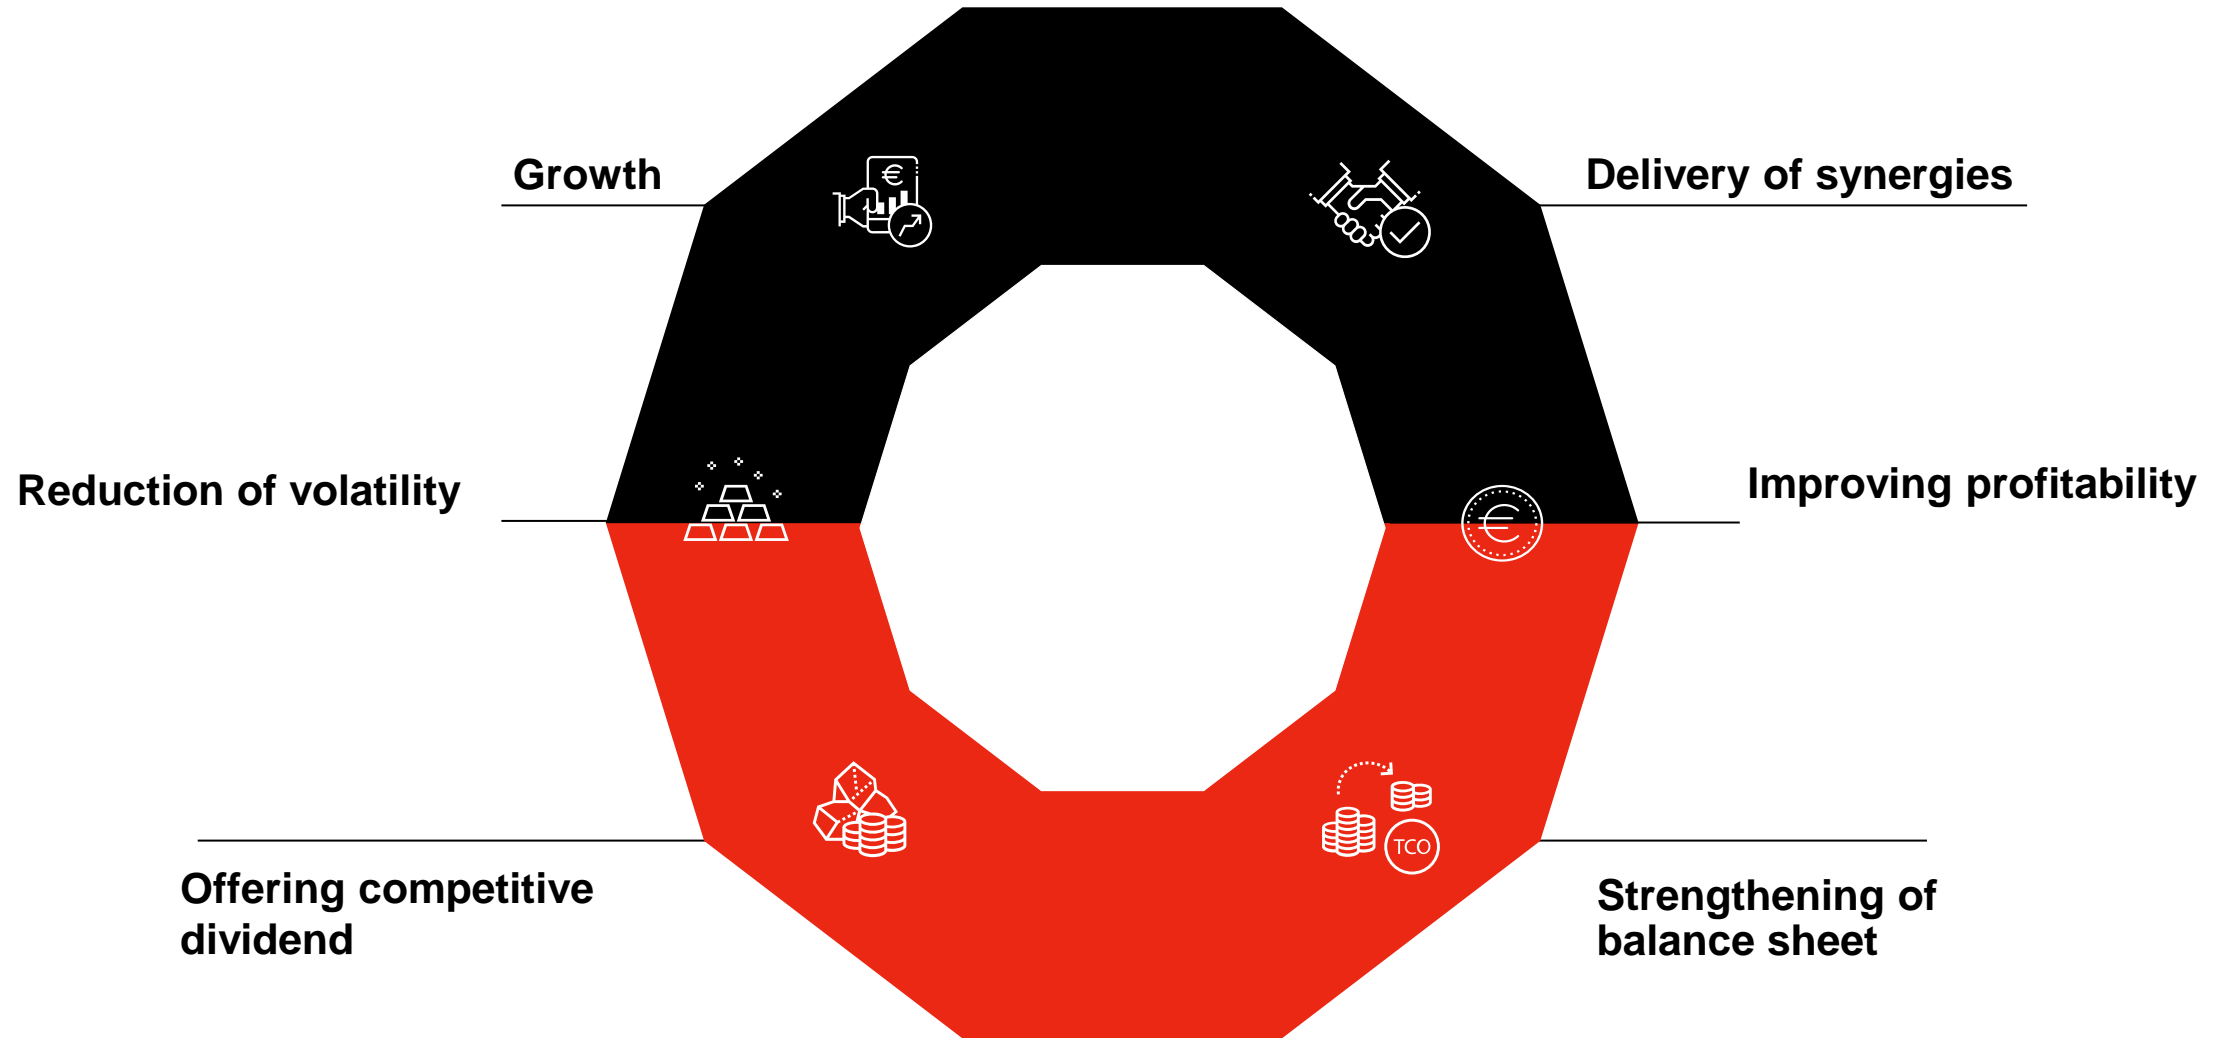 Growth
Delivery of synergies
€
Reduction of volatility
Improving profitability
€
TCO
Offering competitive
dividend
Strengthening of
balance sheet